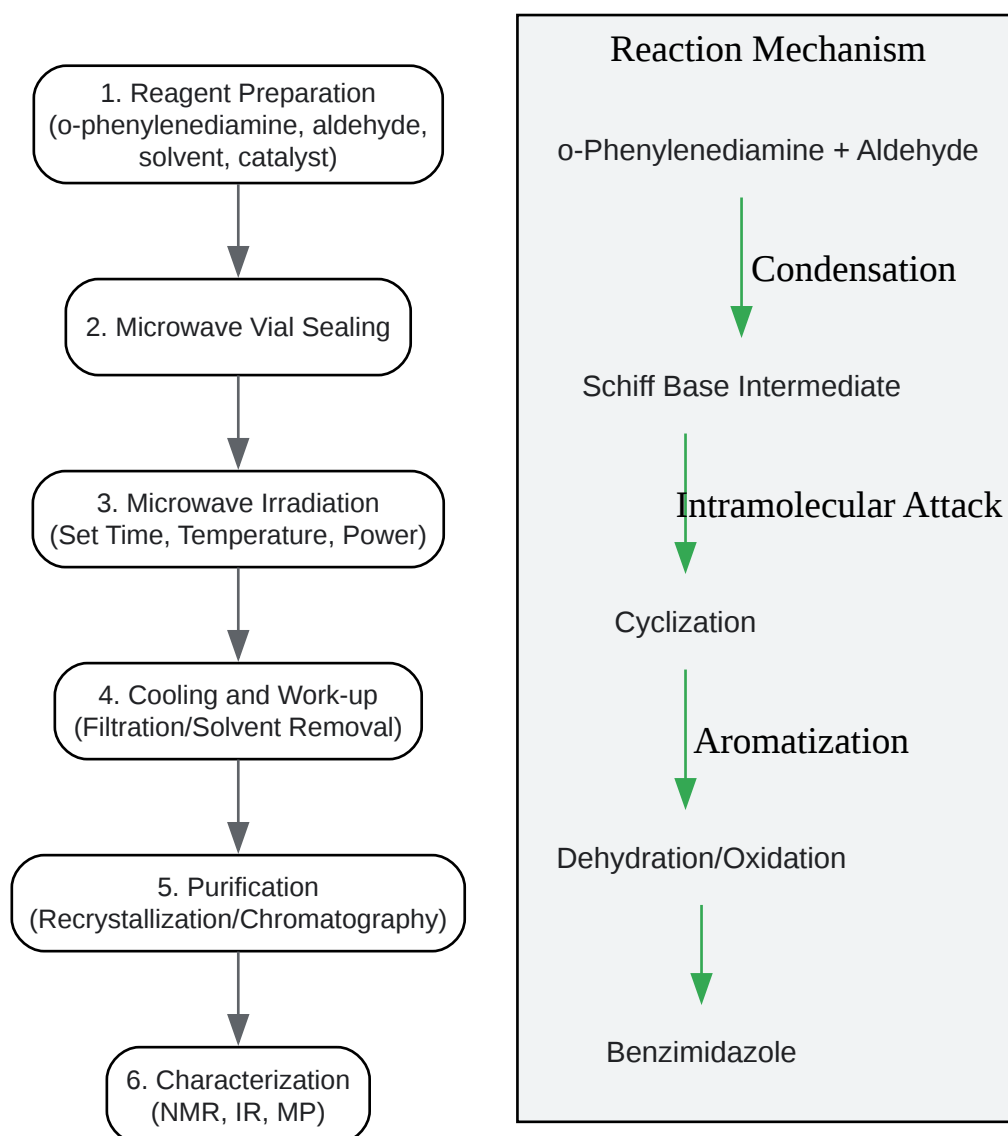 1. Reagent Preparation
(o-phenylenediamine, aldehyde,
solvent, catalyst)
2. Microwave Vial Sealing
3. Microwave Irradiation
(Set Time, Temperature, Power)
4. Cooling and Work-up
(Filtration/Solvent Removal)
5. Purification
(Recrystallization/Chromatography)
6. Characterization
(NMR, IR, MP)
Reaction Mechanism
o-Phenylenediamine + Aldehyde
Condensation
Schiff Base Intermediate
Intramolecular Attack
Cyclization
Aromatization
Dehydration/Oxidation
Benzimidazole